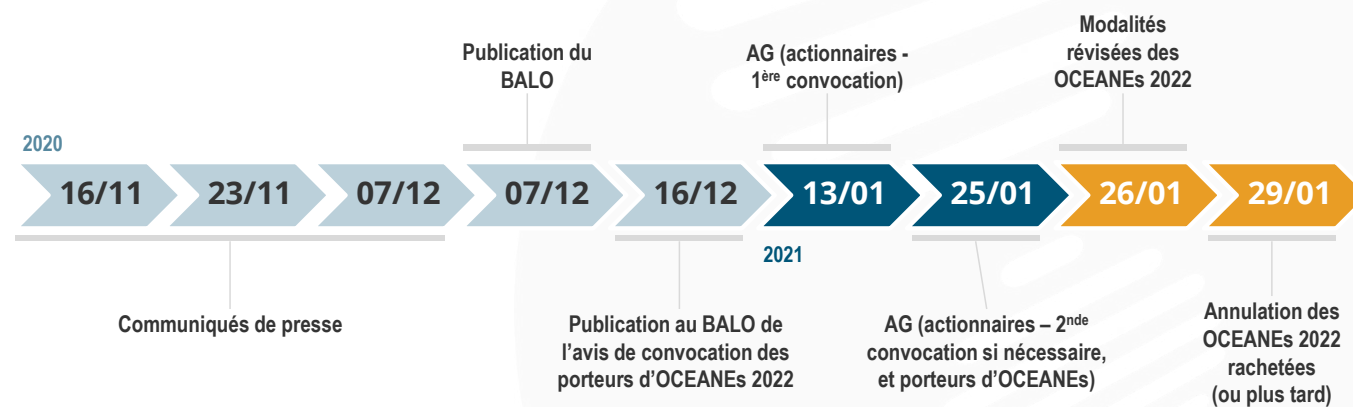 Publication du
BALO
AG (actionnaires -
1ère convocation)
Modalités
révisées des
OCEANEs 2022
2020
16/11
23/11
07/12
07/12
16/12
13/01
25/01
26/01
29/01
2021
Communiqués de presse
Publication au BALO de
l’avis de convocation des
porteurs d’OCEANEs 2022
AG (actionnaires – 2nde
convocation si nécessaire,
et porteurs d’OCEANEs)
Annulation des
OCEANEs 2022
rachetées
(ou plus tard)